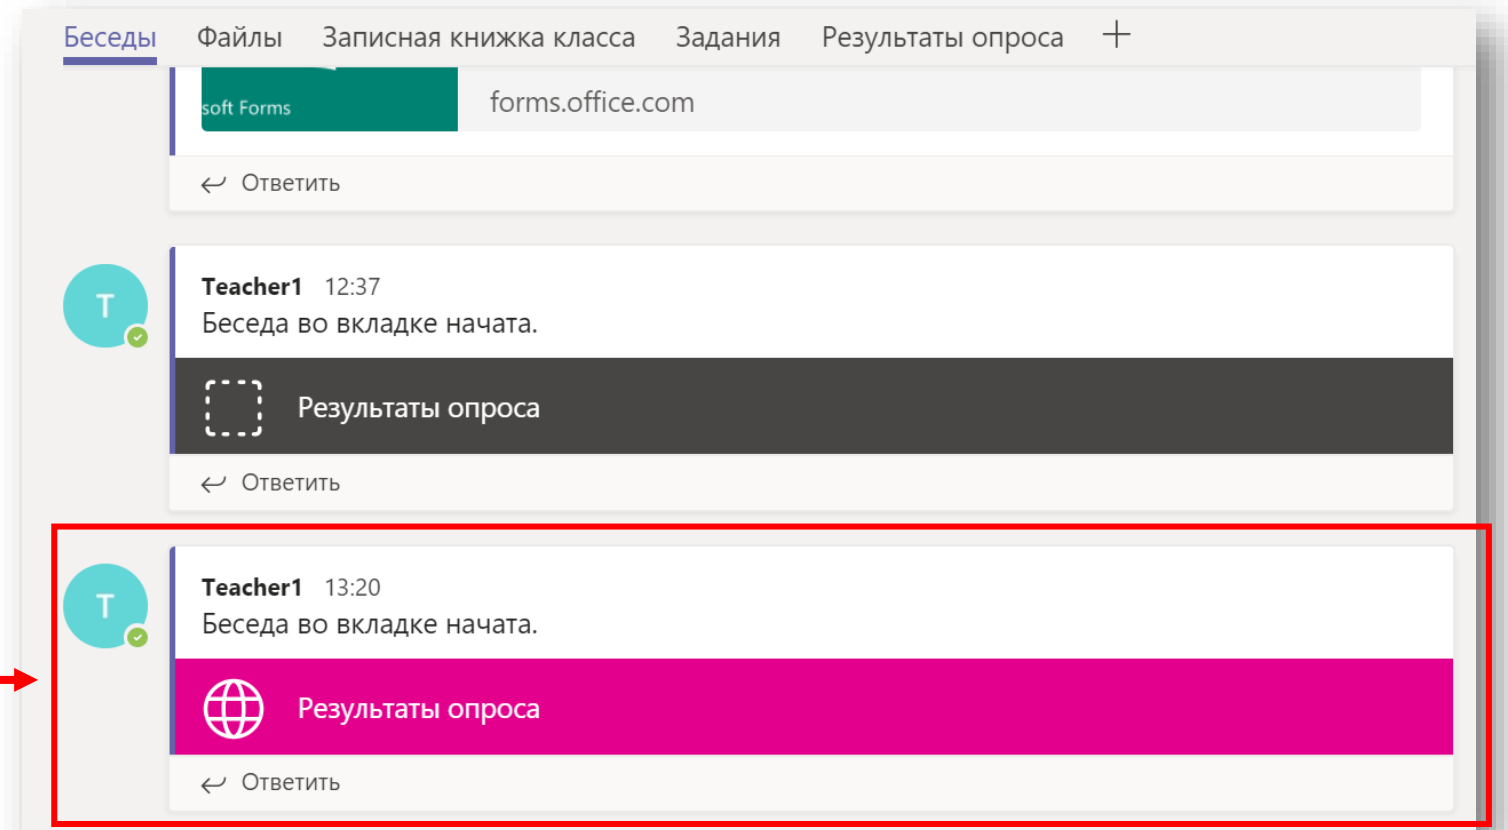 Беседы Файлы Записная книжка класса Задания Результаты опроса
soft Forms
forms.office.com
Ответить
T
Teacher1 12:37
Беседа во вкладке начата.
Результаты опроса
Ответить
T
Teacher1 13:20
Беседа во вкладке начата.
Результаты опроса
Ответить